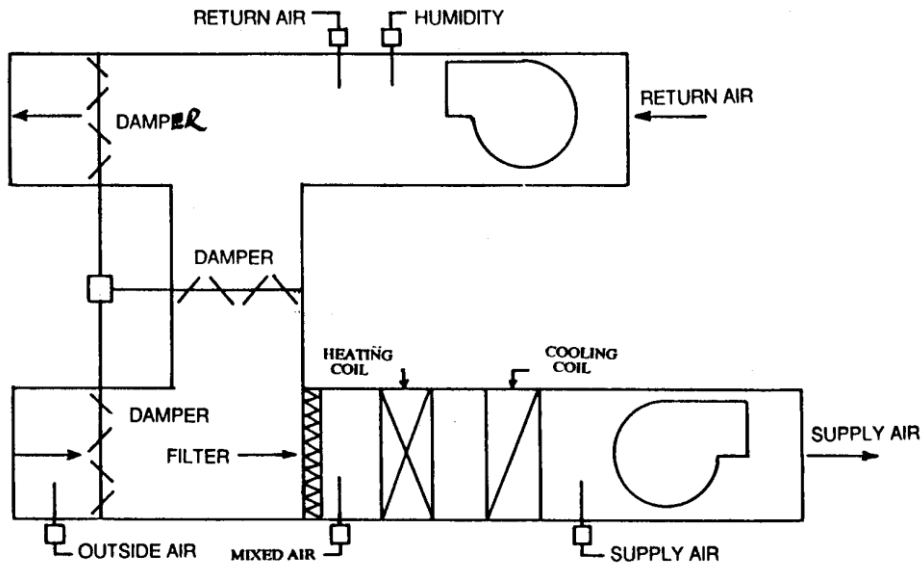 RETURN AIR
HUMIDITY
DAMPER
RETURN AIR
DAMPER
HEATING
COIL
COOLING
COIL
DAMPER
FILTER
SUPPLY AIR
OUTSIDE AIR
MIXED AIR
SUPPLY AIR